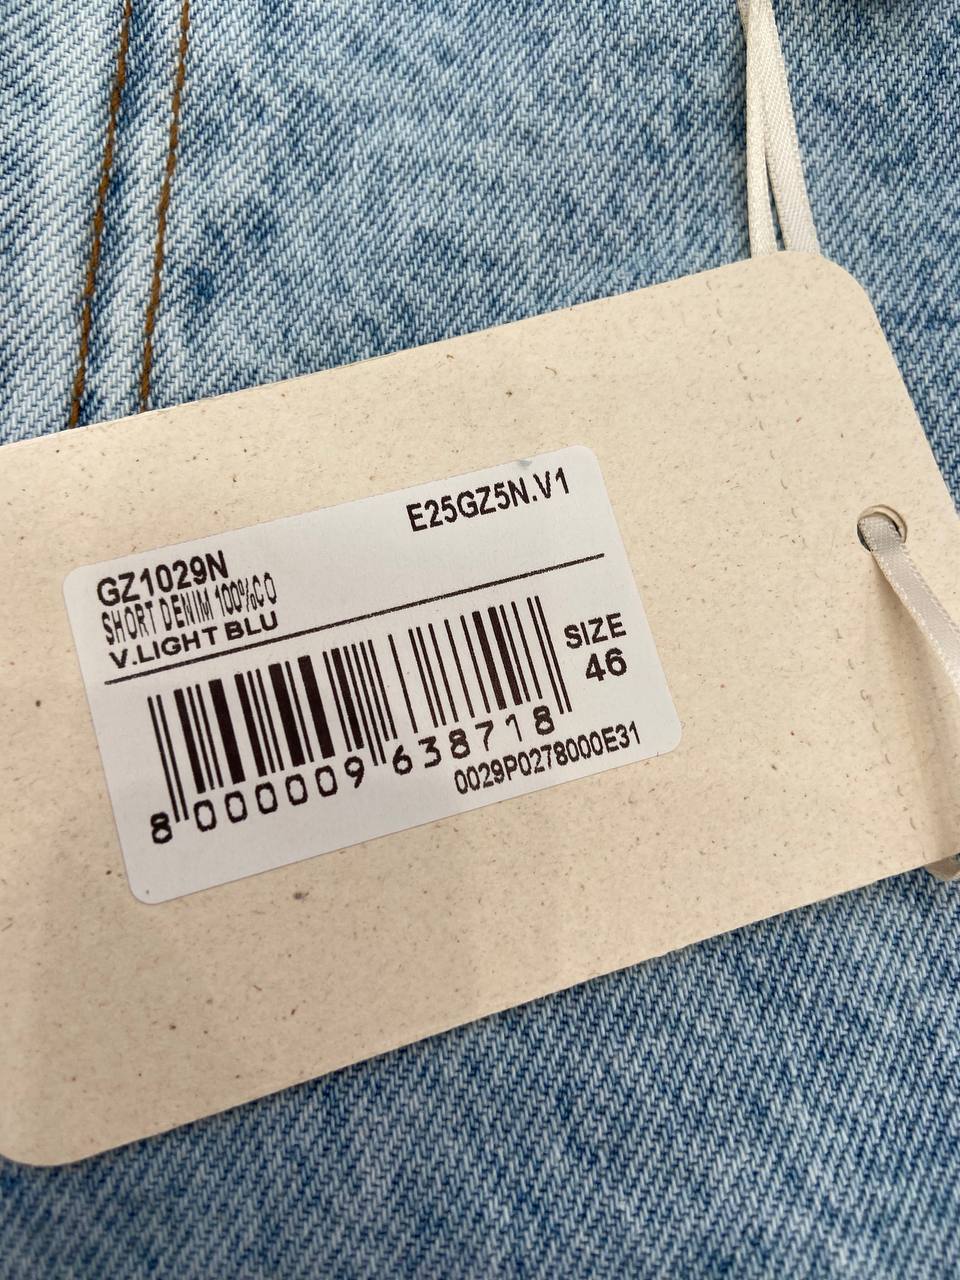 E25GZ5N.V1
GZ1029N
SHORT DENIM 100%CO
V.LIGHT BLU
SIZE
46
8 000009 638718
0029P0278000E31